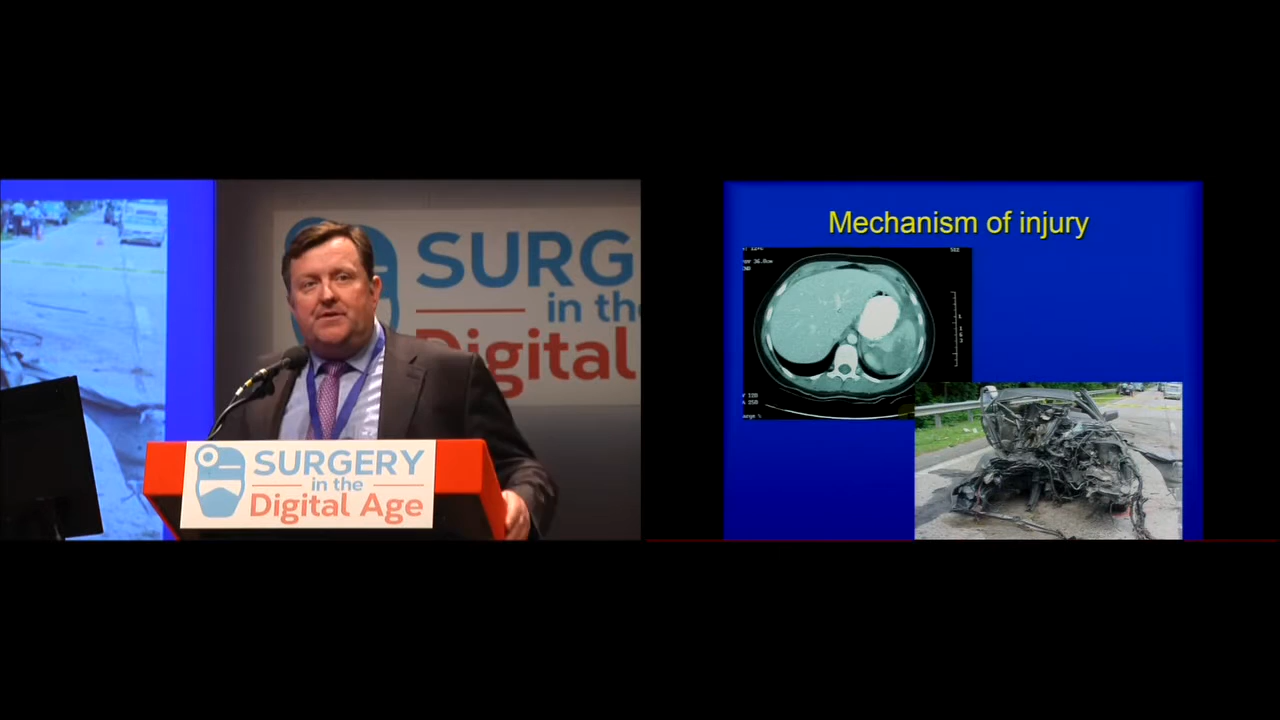 SURG
in the
Digital
SURGERY
in the
Digital Age
Mechanism of injury